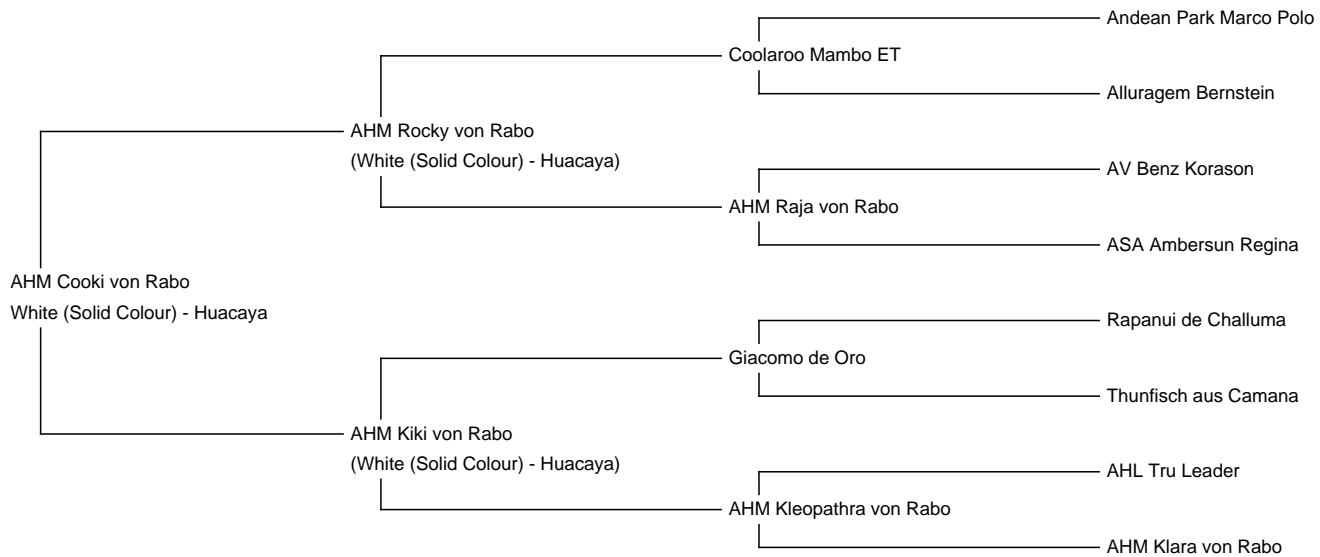 Andean Park Marco Polo
Coolaroo Mambo ET
Alluragem Bernstein
AHM Rocky von Rabo
(White (Solid Colour) - Huacaya)
AV Benz Korason
AHM Raja von Rabo
ASA Ambersun Regina
AHM Cooki von Rabo
White (Solid Colour) - Huacaya
Rapanui de Challuma
Giacomo de Oro
Thunfisch aus Camana
AHM Kiki von Rabo
(White (Solid Colour) - Huacaya)
AHL Tru Leader
AHM Kleopathra von Rabo
AHM Klara von Rabo